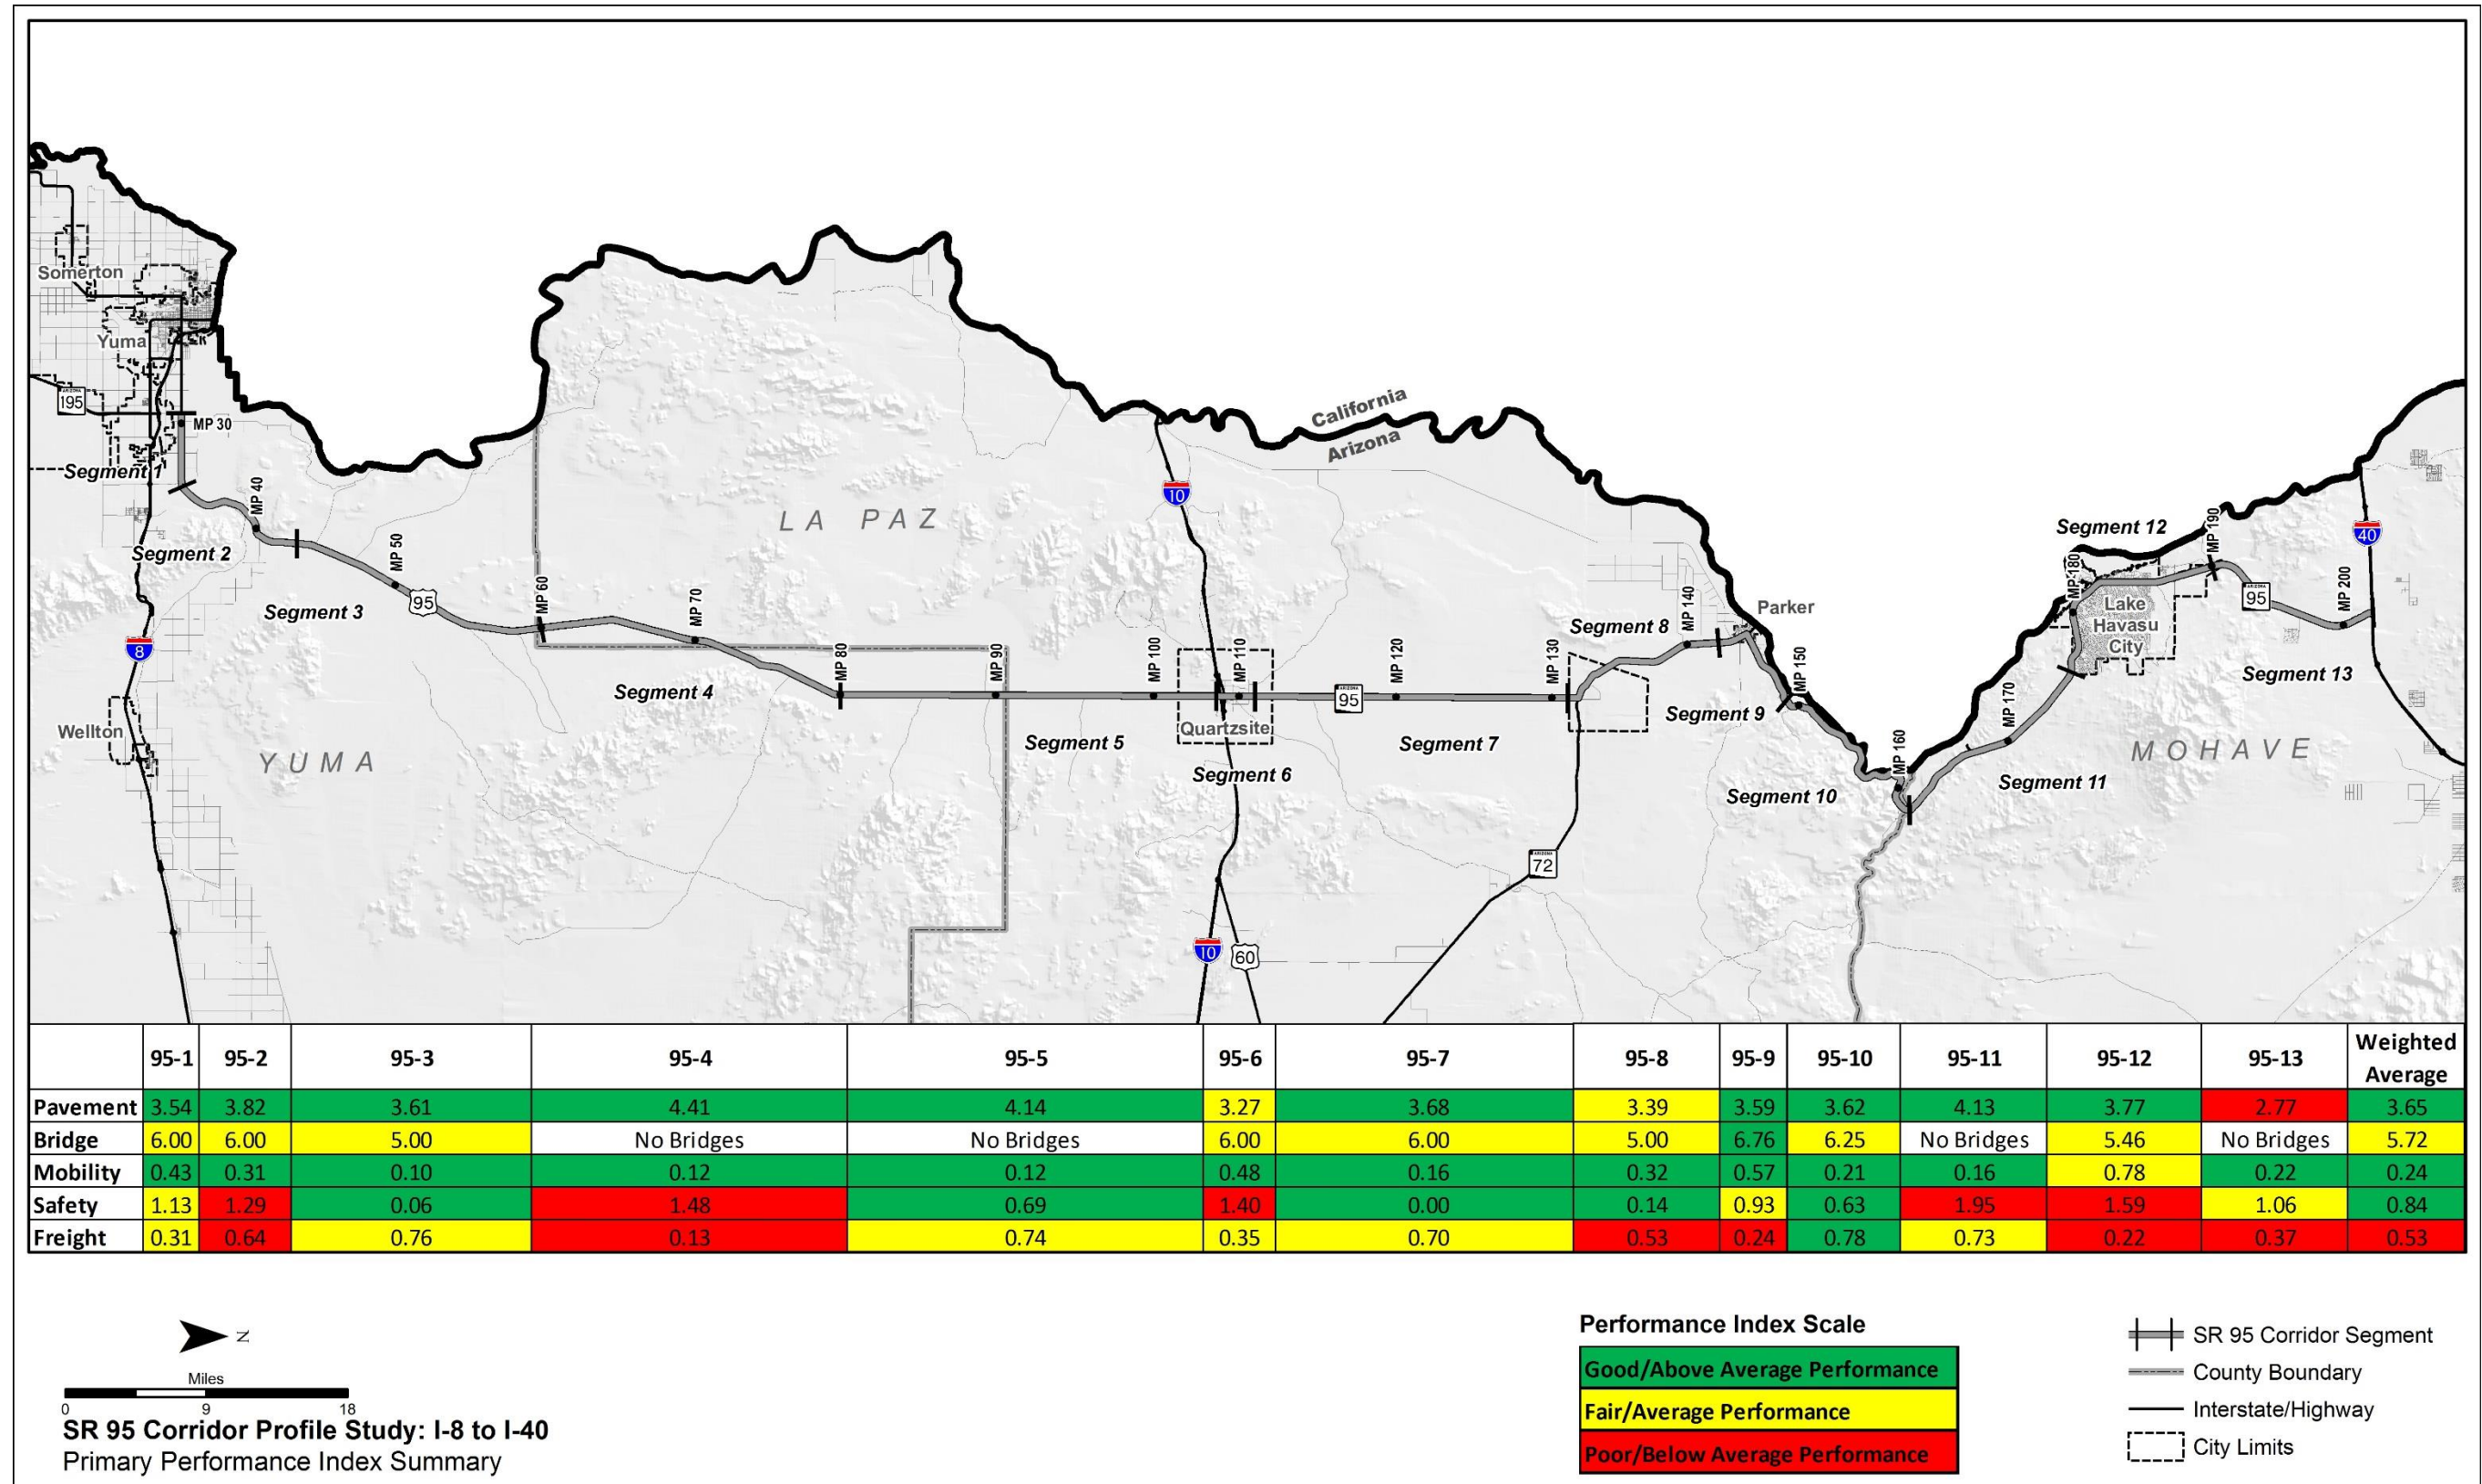 Somerton
Yuma
ARIZONA
195
MP 30
Segment 1
MP 40
Segment 2
MP 50
95
Segment 3
8
Wellton
YUMA
MP 60
MP 70
Segment 4
LA PAZ
MP 80
MP 90
MP 100
Segment 5
10
MP 110
Quartzsite
Segment 6
10
60
California
Arizona
ARIZONA
95
MP 120
Segment 7
MP 130
ARIZONA
72
Segment 8
MP 140
Parker
Segment 9
MP 150
Segment 10
MP 160
MP 170
Segment 11
MP 180
Segment 12
Lake
Havasu
City
MP 190
ARIZONA
95
MP 200
40
Segment 13
MOHAVE
95-1 95-2 95-3 95-4 95-5 95-6 95-7 95-8 95-9 95-10 95-11 95-12 95-13 Weighted
Average
Pavement 3.54 3.82 3.61 4.41 4.14 3.27 3.68 3.39 3.59 3.62 4.13 3.77 2.77 3.65
Bridge 6.00 6.00 5.00 No Bridges No Bridges 6.00 6.00 5.00 6.76 6.25 No Bridges 5.46 No Bridges 5.72
Mobility 0.43 0.31 0.10 0.12 0.12 0.48 0.16 0.32 0.57 0.21 0.16 0.78 0.22 0.24
Safety 1.13 1.29 0.06 1.48 0.69 1.40 0.00 0.14 0.93 0.63 1.95 1.59 1.06 0.84
Freight 0.31 0.64 0.76 0.13 0.74 0.35 0.70 0.53 0.24 0.78 0.73 0.22 0.37 0.53
N
Miles
0 9 18
SR 95 Corridor Profile Study: I-8 to I-40
Primary Performance Index Summary
Performance Index Scale
Good/Above Average Performance
Fair/Average Performance
Poor/Below Average Performance
SR 95 Corridor Segment
County Boundary
Interstate/Highway
City Limits